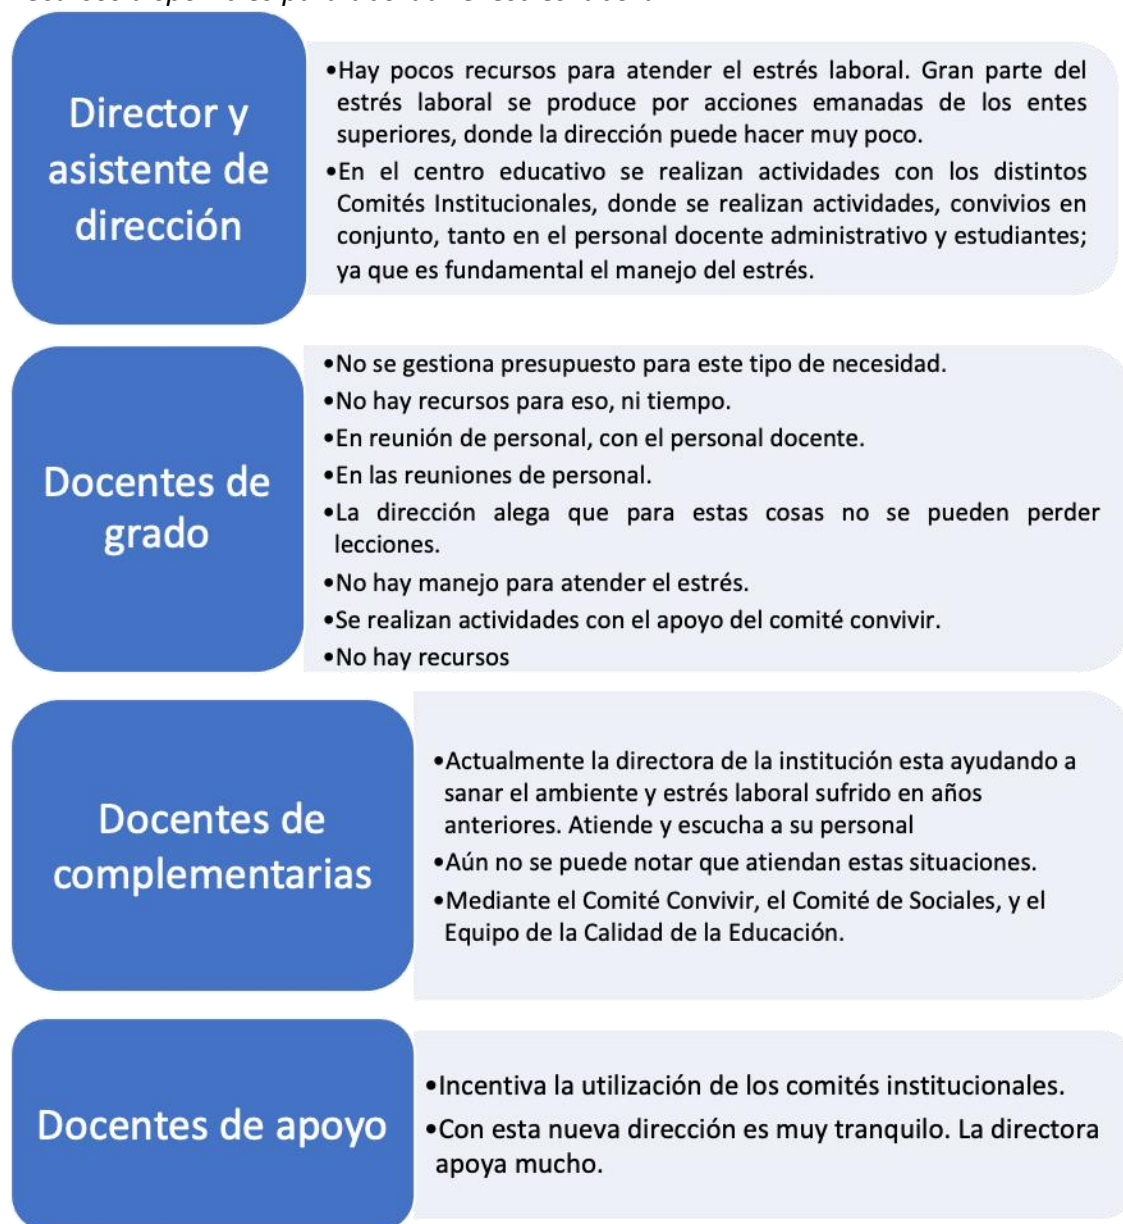 Director y
asistente de
dirección
•Hay pocos recursos para atender el estrés laboral. Gran parte del
estrés laboral se produce por acciones emanadas de los entes
superiores, donde la dirección puede hacer muy poco.
•En el centro educativo se realizan actividades con los distintos
Comités Institucionales, donde se realizan actividades, convivios en
conjunto, tanto en el personal docente administrativo y estudiantes;
ya que es fundamental el manejo del estrés.
Docentes de
grado
•No se gestiona presupuesto para este tipo de necesidad.
•No hay recursos para eso, ni tiempo.
•En reunión de personal, con el personal docente.
•En las reuniones de personal.
•La dirección alega que para estas cosas no se pueden perder
lecciones.
•No hay manejo para atender el estrés.
•Se realizan actividades con el apoyo del comité convivir.
•No hay recursos
Docentes de
complementarias
•Actualmente la directora de la institución esta ayudando a
sanar el ambiente y estrés laboral sufrido en años
anteriores. Atiende y escucha a su personal
•Aún no se puede notar que atiendan estas situaciones.
•Mediante el Comité Convivir, el Comité de Sociales, y el
Equipo de la Calidad de la Educación.
Docentes de apoyo
•Incentiva la utilización de los comités institucionales.
•Con esta nueva dirección es muy tranquilo. La directora
apoya mucho.